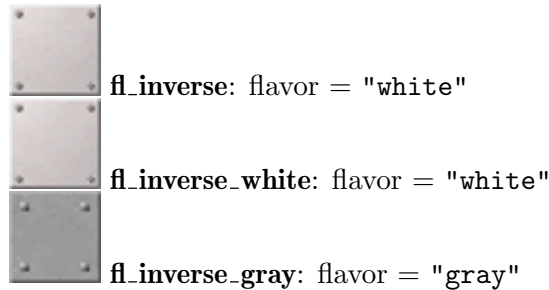 fl_inverse: flavor = "white"
fl_inverse_white: flavor = "white"
fl_inverse_gray: flavor = "gray"